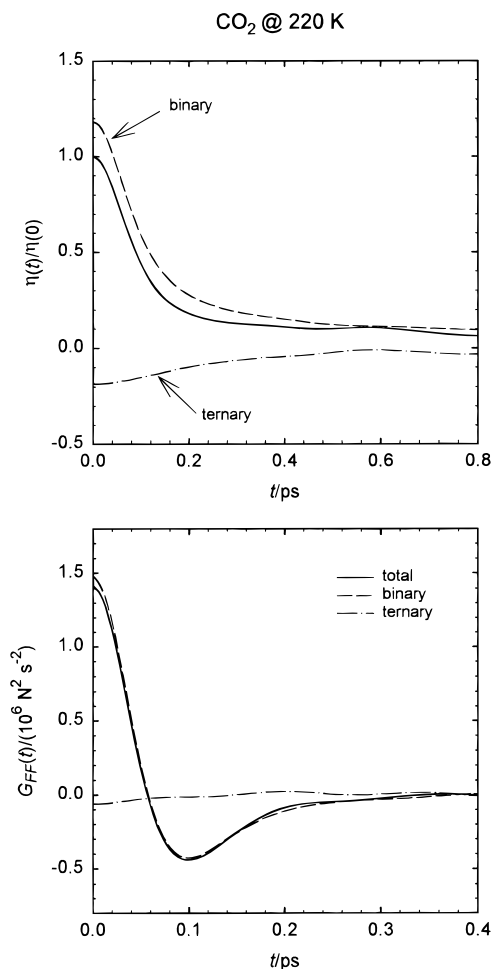 CO₂ @ 220 K
1.5
1.0
0.5
0.0
-0.5
η(t)/η(0)
binary
ternary
0.0 0.2 0.4 0.6 0.8
t/ps
1.5
1.0
0.5
0.0
-0.5
G_FF(t)/(10⁶ N² s⁻²)
total
binary
ternary
0.0 0.1 0.2 0.3 0.4
t/ps